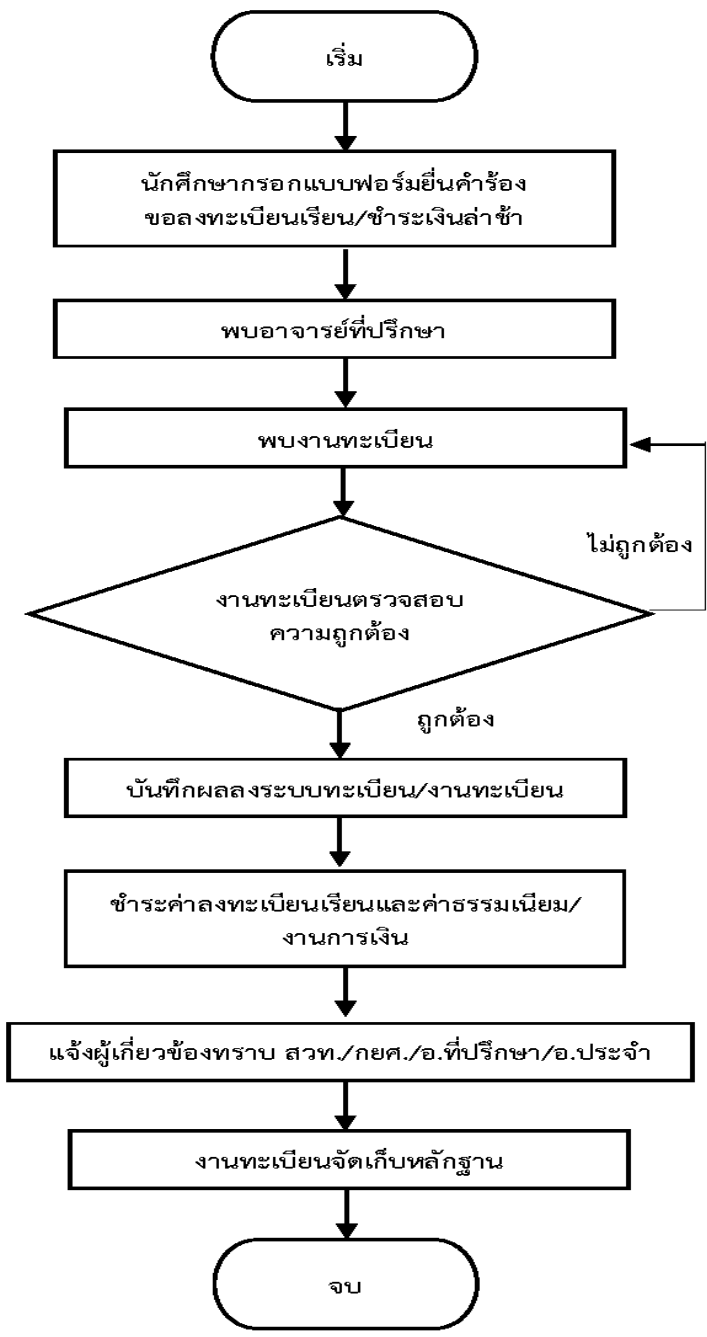 เริ่ม
นักศึกษากรอกแบบฟอร์มยื่นคำร้อง
ขอลงทะเบียนเรียน/ชำระเงินล่าช้า
พบอาจารย์ที่ปรึกษา
พบงานทะเบียน
ไม่ถูกต้อง
งานทะเบียนตรวจสอบ
ความถูกต้อง
ถูกต้อง
บันทึกผลลงระบบทะเบียน/งานทะเบียน
ชำระค่าลงทะเบียนเรียนและค่าธรรมเนียม/
งานการเงิน
แจ้งผู้เกี่ยวข้องทราบ สวท./กยศ./อ.ที่ปรึกษา/อ.ประจำ
งานทะเบียนจัดเก็บหลักฐาน
จบ